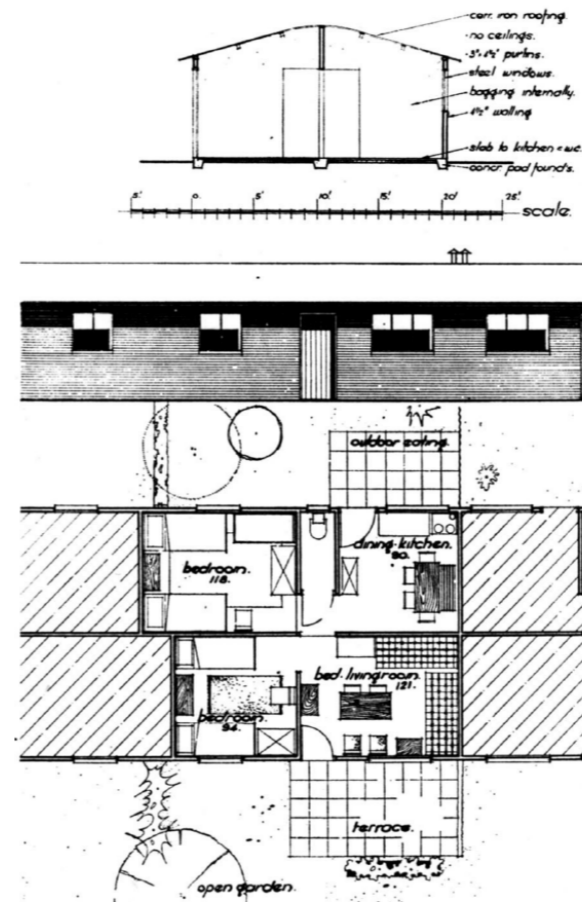 corr. iron roofing.
no ceilings.
3"×1½" purlins.
steel windows.
bagging internally.
4½" walling
slab to kitchen & w.c.
concr. pad found's.
5' 0. 5' 10' 15' 20' 25'
scale.
outdoor eating.
dining-kitchen.
90.
bedroom.
118.
bed-livingroom.
121.
bedroom.
94.
terrace.
open garden.